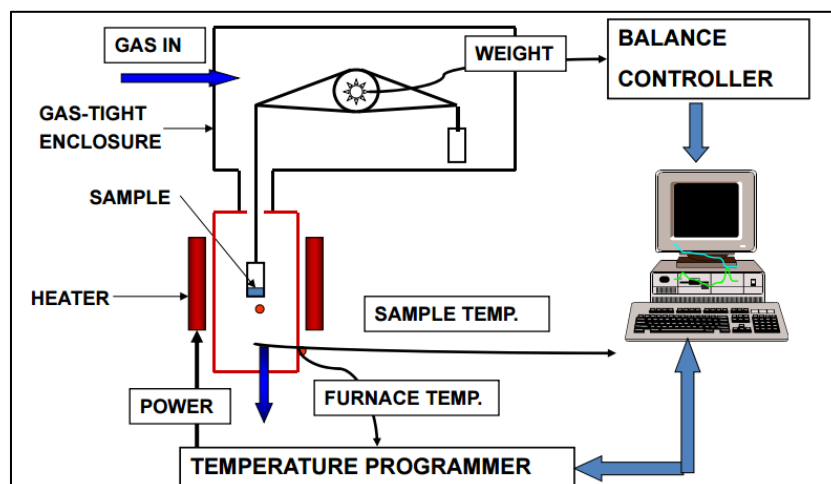 GAS IN
WEIGHT
BALANCE
CONTROLLER
GAS-TIGHT
ENCLOSURE
SAMPLE
HEATER
SAMPLE TEMP.
POWER
FURNACE TEMP.
TEMPERATURE PROGRAMMER